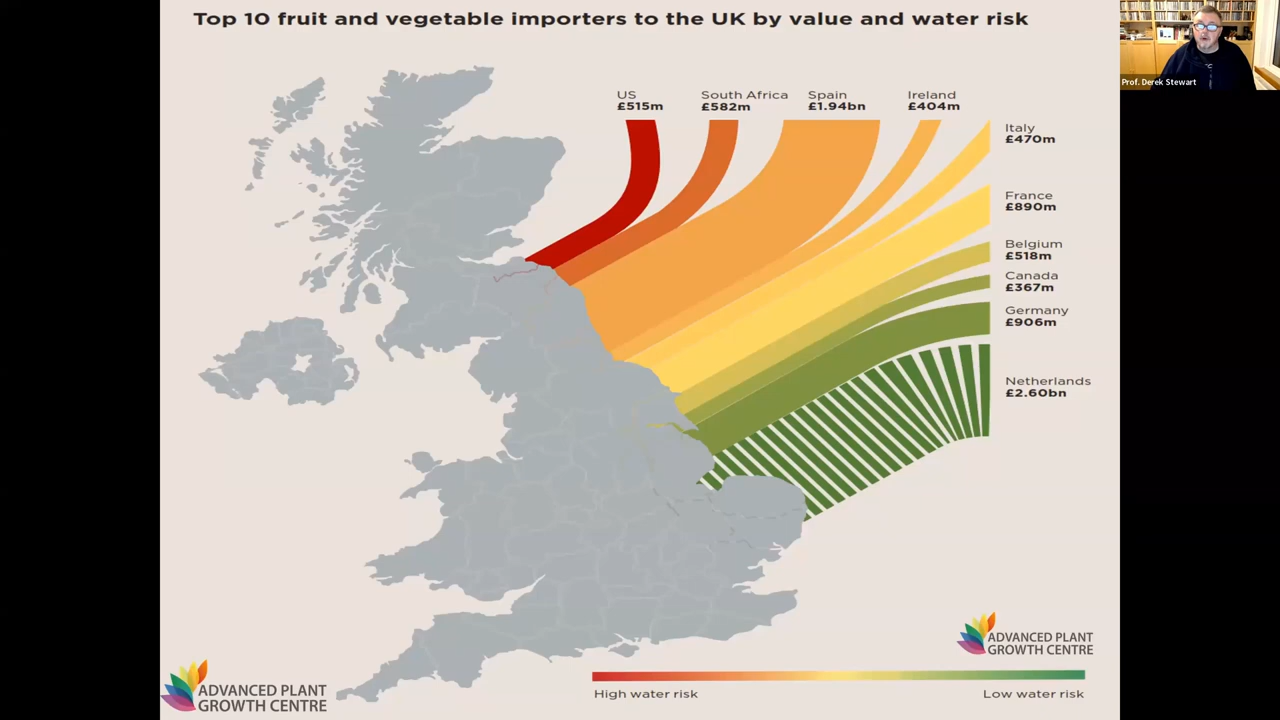 Top 10 fruit and vegetable importers to the UK by value and water risk
Prof. Derek Stewart
US
£515m
South Africa
£582m
Spain
£1.94bn
Ireland
£404m
Italy
£470m
France
£890m
Belgium
£518m
Canada
£367m
Germany
£906m
Netherlands
£2.60bn
ADVANCED PLANT
GROWTH CENTRE
High water risk
Low water risk
ADVANCED PLANT
GROWTH CENTRE